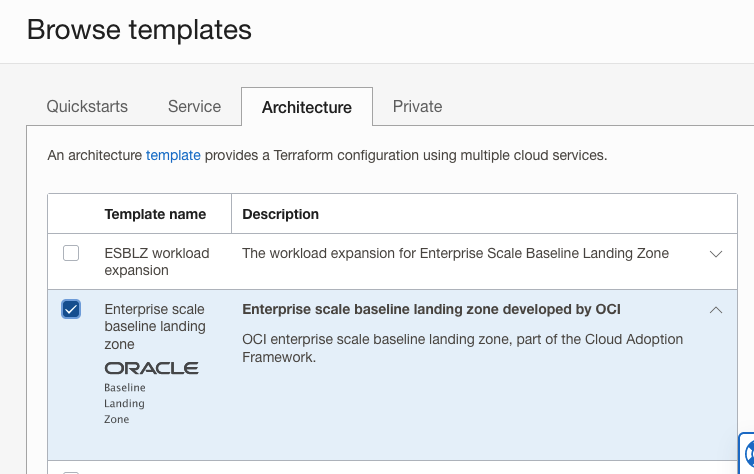 Browse templates
Quickstarts Service Architecture Private
An architecture template provides a Terraform configuration using multiple cloud services.
Template name Description
ESBLZ workload The workload expansion for Enterprise Scale Baseline Landing Zone
expansion
Enterprise scale Enterprise scale baseline landing zone developed by OCI
baseline landing
zone
OCI enterprise scale baseline landing zone, part of the Cloud Adoption
Framework.
ORACLE
Baseline
Landing
Zone